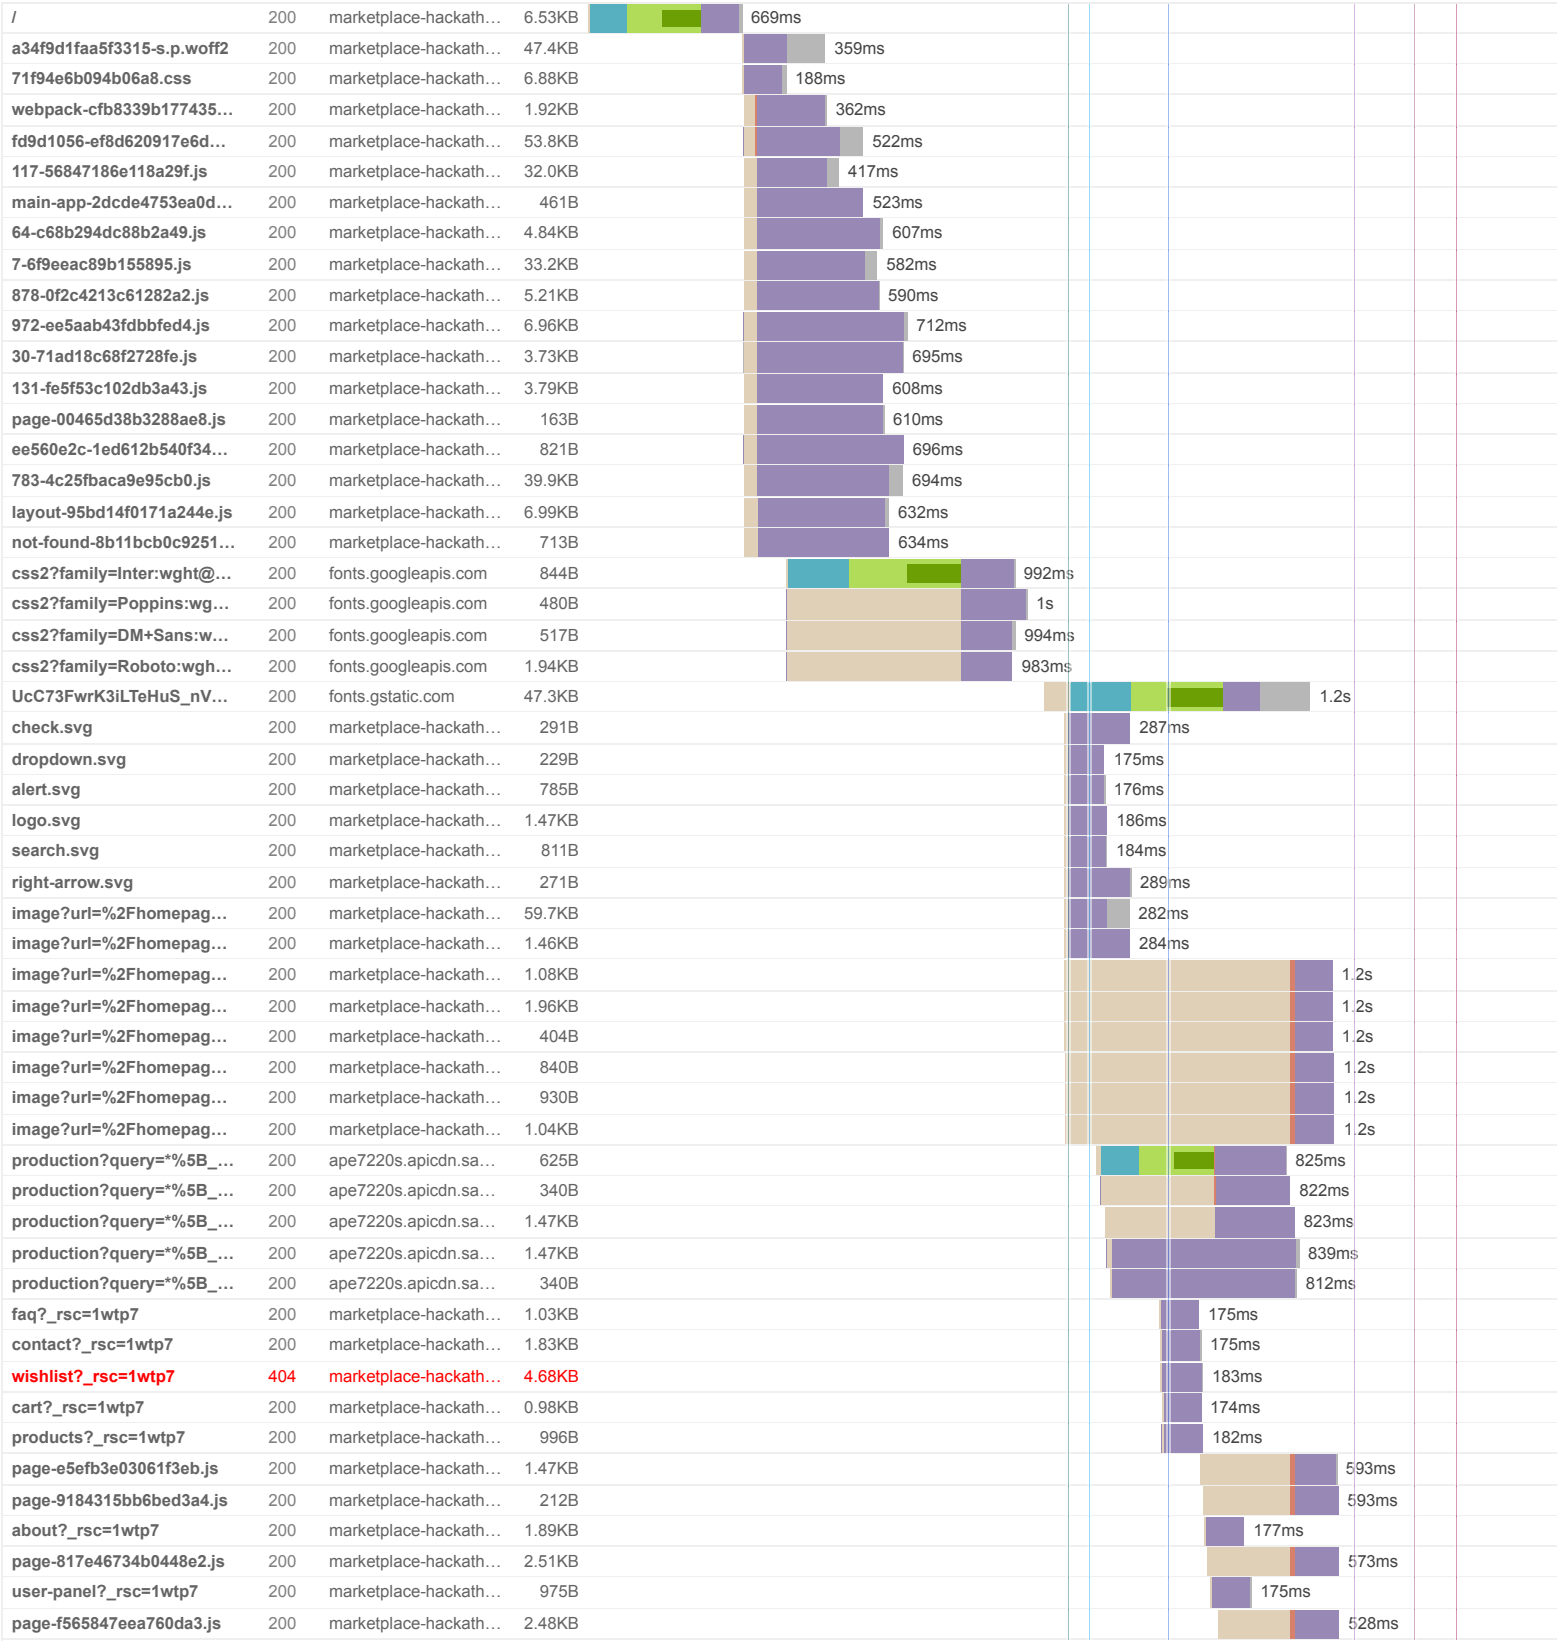 / 200 marketplace-hackath... 6.53KB 669ms
a34f9d1faa5f3315-s.p.woff2 200 marketplace-hackath... 47.4KB 359ms
71f94e6b094b06a8.css 200 marketplace-hackath... 6.88KB 188ms
webpack-cfb8339b177435... 200 marketplace-hackath... 1.92KB 362ms
fd9d1056-ef8d620917e6d... 200 marketplace-hackath... 53.8KB 522ms
117-56847186e118a29f.js 200 marketplace-hackath... 32.0KB 417ms
main-app-2dcde4753ea0d... 200 marketplace-hackath... 461B 523ms
64-c68b294dc88b2a49.js 200 marketplace-hackath... 4.84KB 607ms
7-6f9eeac89b155895.js 200 marketplace-hackath... 33.2KB 582ms
878-0f2c4213c61282a2.js 200 marketplace-hackath... 5.21KB 590ms
972-ee5aab43fdbbfed4.js 200 marketplace-hackath... 6.96KB 712ms
30-71ad18c68f2728fe.js 200 marketplace-hackath... 3.73KB 695ms
131-fe5f53c102db3a43.js 200 marketplace-hackath... 3.79KB 608ms
page-00465d38b3288ae8.js 200 marketplace-hackath... 163B 610ms
ee560e2c-1ed612b540f34... 200 marketplace-hackath... 821B 696ms
783-4c25fbaca9e95cb0.js 200 marketplace-hackath... 39.9KB 694ms
layout-95bd14f0171a244e.js 200 marketplace-hackath... 6.99KB 632ms
not-found-8b11bcb0c9251... 200 marketplace-hackath... 713B 634ms
css2?family=Inter:wght@... 200 fonts.googleapis.com 844B 992ms
css2?family=Poppins:wg... 200 fonts.googleapis.com 480B 1s
css2?family=DM+Sans:w... 200 fonts.googleapis.com 517B 994ms
css2?family=Roboto:wgh... 200 fonts.googleapis.com 1.94KB 983ms
UcC73FwrK3iLTeHuS_nV... 200 fonts.gstatic.com 47.3KB 1.2s
check.svg 200 marketplace-hackath... 291B 287ms
dropdown.svg 200 marketplace-hackath... 229B 175ms
alert.svg 200 marketplace-hackath... 785B 176ms
logo.svg 200 marketplace-hackath... 1.47KB 186ms
search.svg 200 marketplace-hackath... 811B 184ms
right-arrow.svg 200 marketplace-hackath... 271B 289ms
image?url=%2Fhomepag... 200 marketplace-hackath... 59.7KB 282ms
image?url=%2Fhomepag... 200 marketplace-hackath... 1.46KB 284ms
image?url=%2Fhomepag... 200 marketplace-hackath... 1.08KB 1.2s
image?url=%2Fhomepag... 200 marketplace-hackath... 1.96KB 1.2s
image?url=%2Fhomepag... 200 marketplace-hackath... 404B 1.2s
image?url=%2Fhomepag... 200 marketplace-hackath... 840B 1.2s
image?url=%2Fhomepag... 200 marketplace-hackath... 930B 1.2s
image?url=%2Fhomepag... 200 marketplace-hackath... 1.04KB 1.2s
production?query=*%5B_... 200 ape7220s.apicdn.sa... 625B 825ms
production?query=*%5B_... 200 ape7220s.apicdn.sa... 340B 822ms
production?query=*%5B_... 200 ape7220s.apicdn.sa... 1.47KB 823ms
production?query=*%5B_... 200 ape7220s.apicdn.sa... 1.47KB 839ms
production?query=*%5B_... 200 ape7220s.apicdn.sa... 340B 812ms
faq?_rsc=1wtp7 200 marketplace-hackath... 1.03KB 175ms
contact?_rsc=1wtp7 200 marketplace-hackath... 1.83KB 175ms
wishlist?_rsc=1wtp7 404 marketplace-hackath... 4.68KB 183ms
cart?_rsc=1wtp7 200 marketplace-hackath... 0.98KB 174ms
products?_rsc=1wtp7 200 marketplace-hackath... 996B 182ms
page-e5efb3e03061f3eb.js 200 marketplace-hackath... 1.47KB 593ms
page-9184315bb6bed3a4.js 200 marketplace-hackath... 212B 593ms
about?_rsc=1wtp7 200 marketplace-hackath... 1.89KB 177ms
page-817e46734b0448e2.js 200 marketplace-hackath... 2.51KB 573ms
user-panel?_rsc=1wtp7 200 marketplace-hackath... 975B 175ms
page-f565847eea760da3.js 200 marketplace-hackath... 2.48KB 528ms